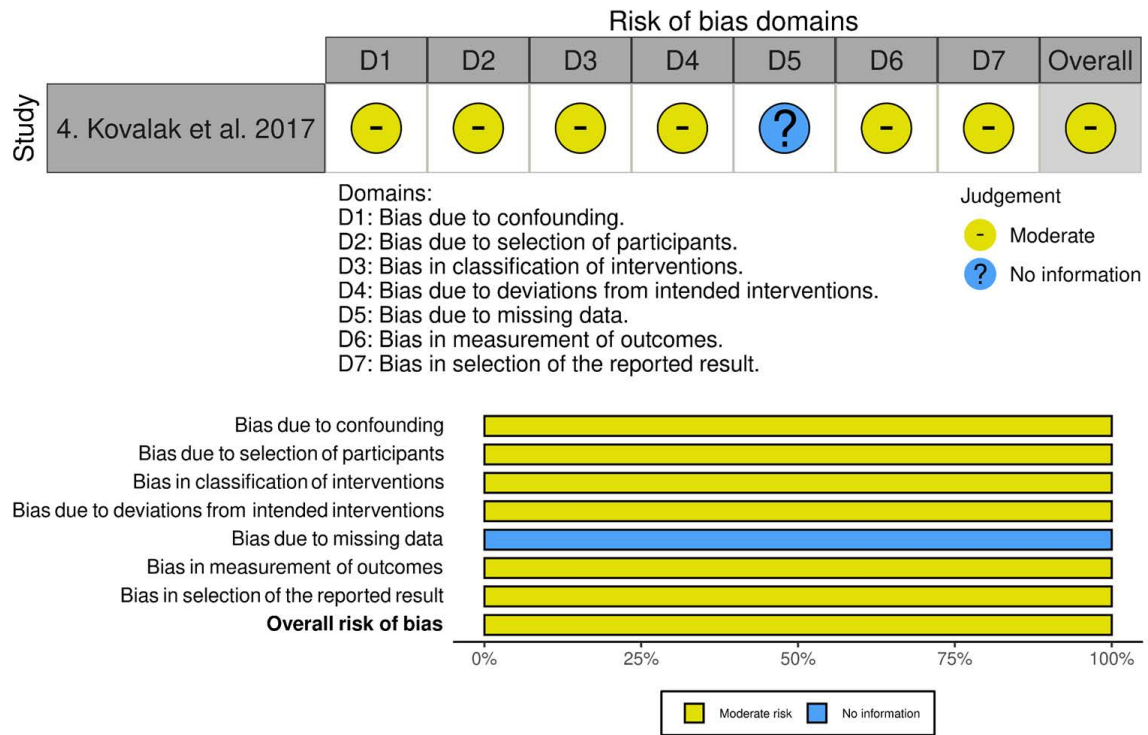 Risk of bias domains
D1 D2 D3 D4 D5 D6 D7 Overall
Study
4. Kovalak et al. 2017 - - - - ? - - -
Domains:
D1: Bias due to confounding.
D2: Bias due to selection of participants.
D3: Bias in classification of interventions.
D4: Bias due to deviations from intended interventions.
D5: Bias due to missing data.
D6: Bias in measurement of outcomes.
D7: Bias in selection of the reported result.
Judgement
- Moderate
? No information
Bias due to confounding
Bias due to selection of participants
Bias in classification of interventions
Bias due to deviations from intended interventions
Bias due to missing data
Bias in measurement of outcomes
Bias in selection of the reported result
Overall risk of bias
0% 25% 50% 75% 100%
Moderate risk No information